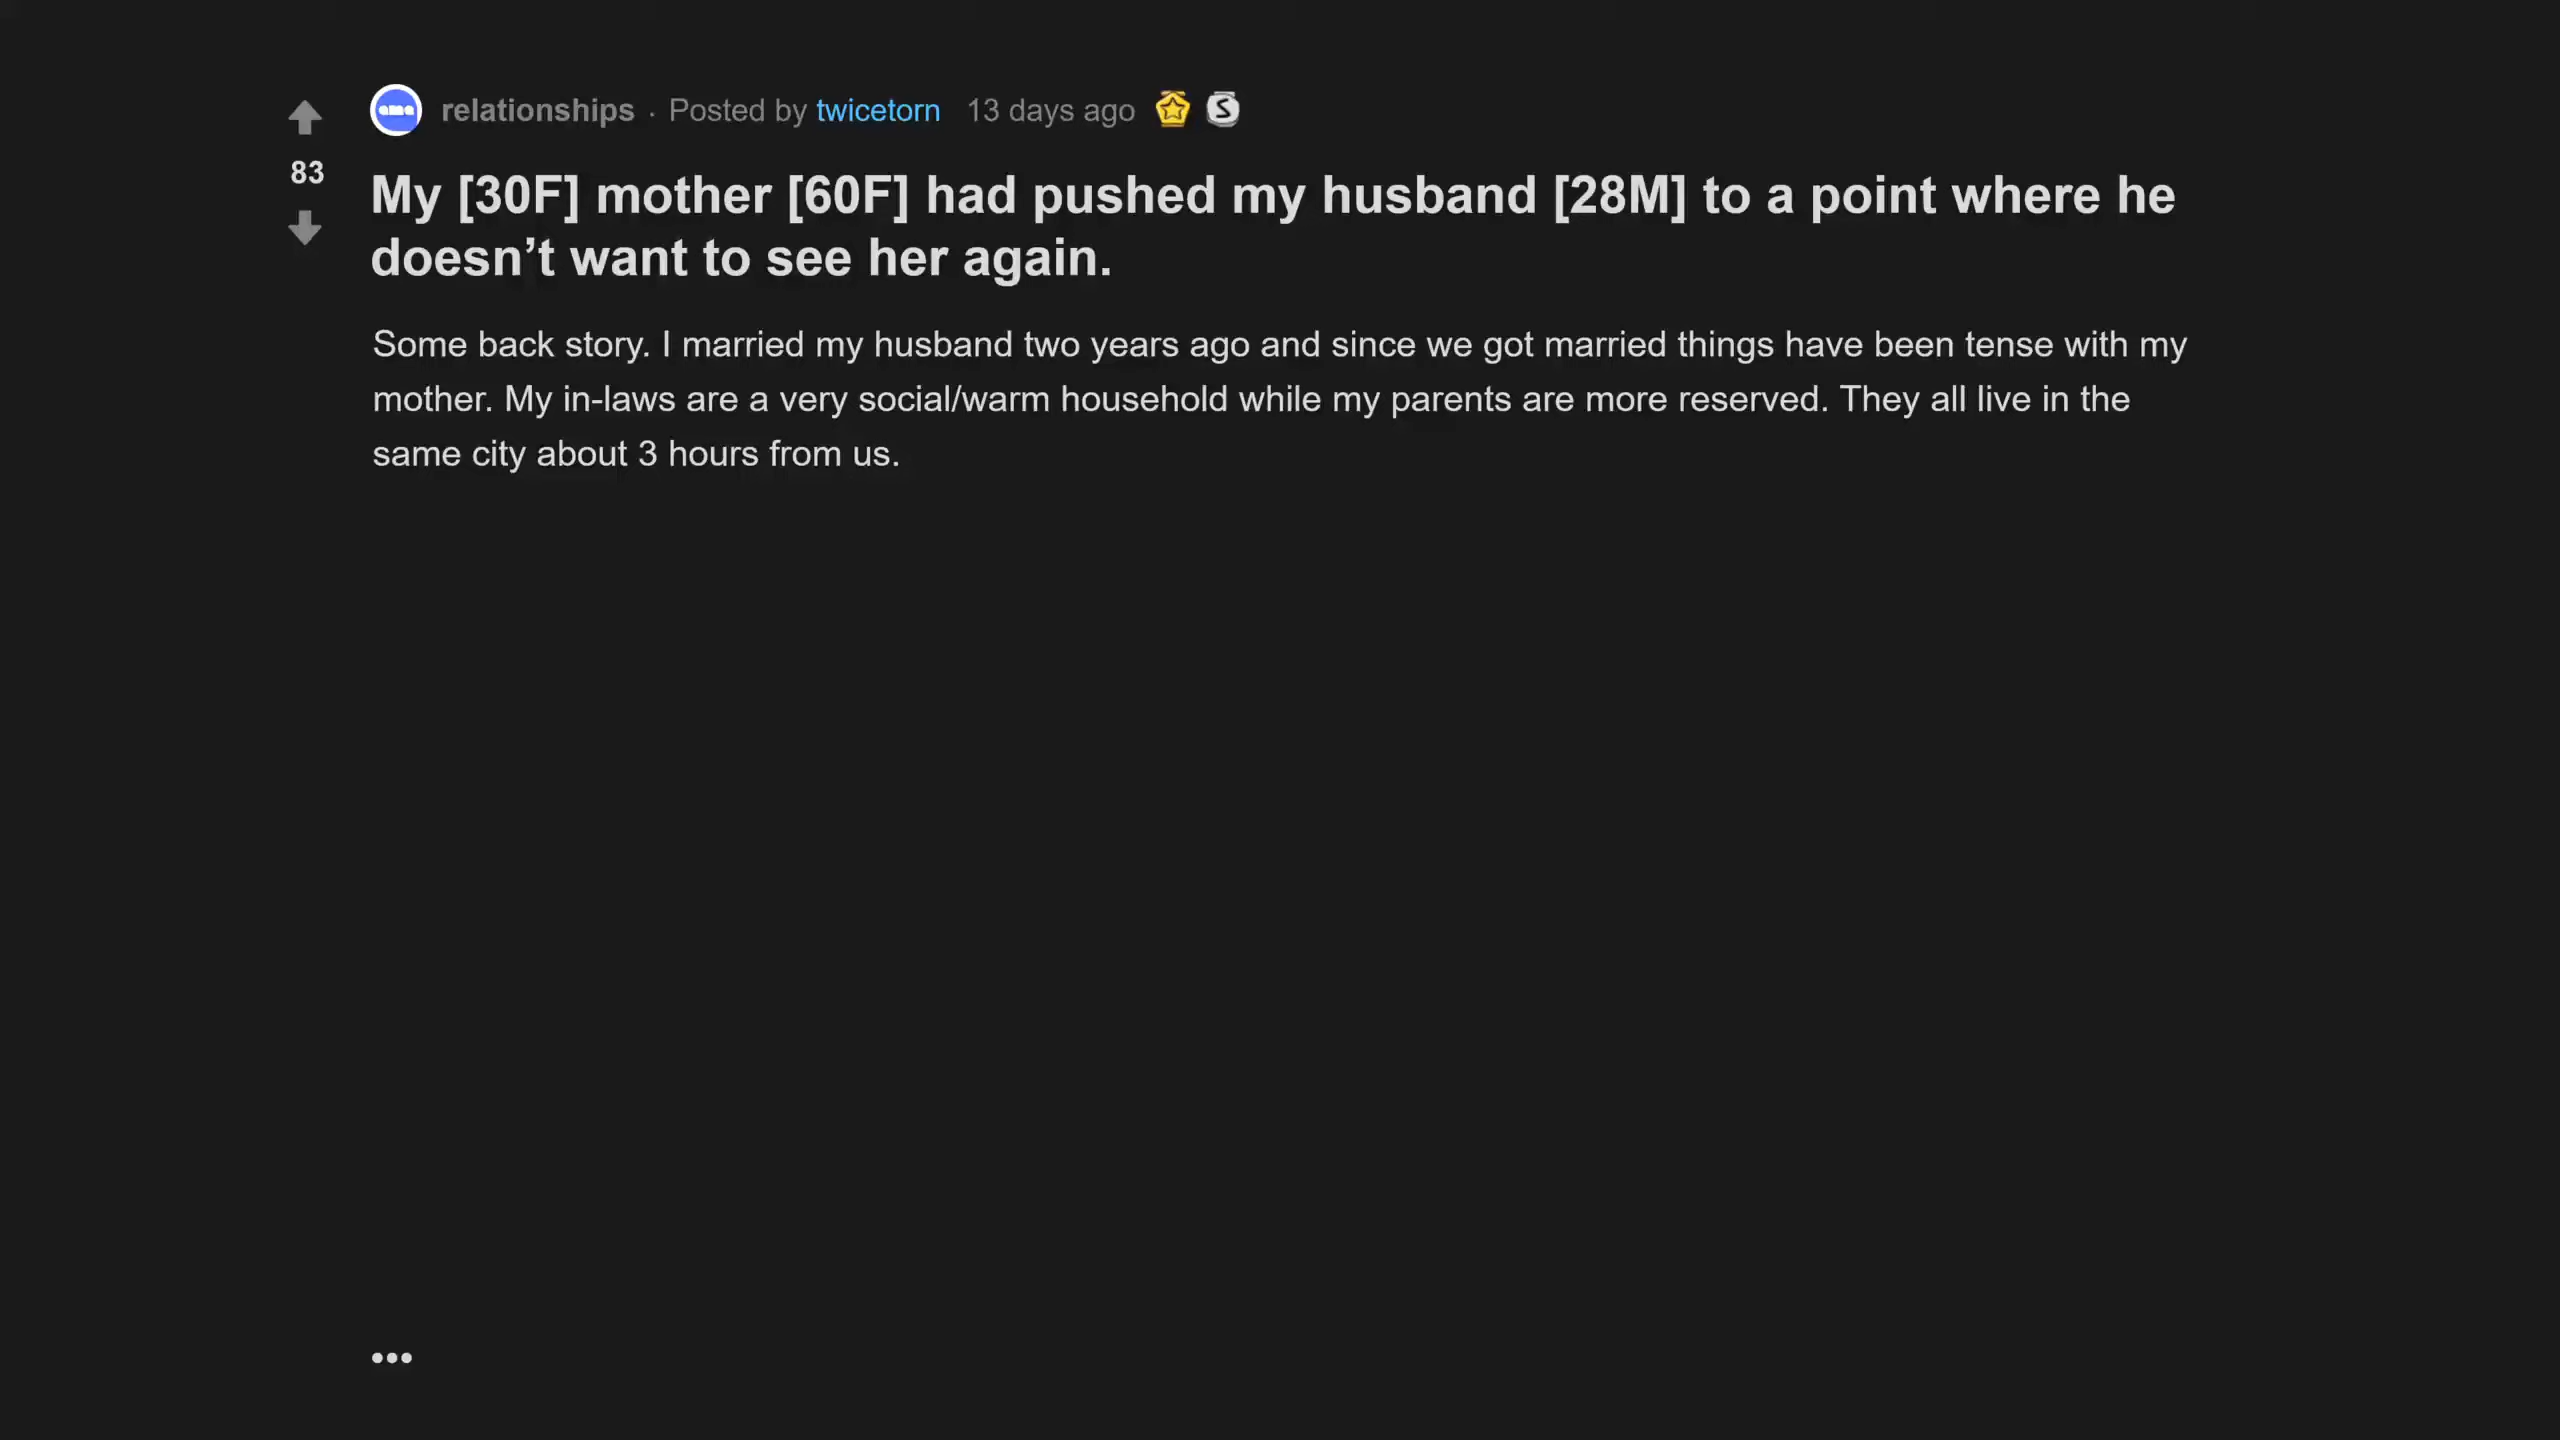 relationships · Posted by twicetorn 13 days ago
83
My [30F] mother [60F] had pushed my husband [28M] to a point where he
doesn’t want to see her again.
Some back story. I married my husband two years ago and since we got married things have been tense with my
mother. My in-laws are a very social/warm household while my parents are more reserved. They all live in the
same city about 3 hours from us.
•••